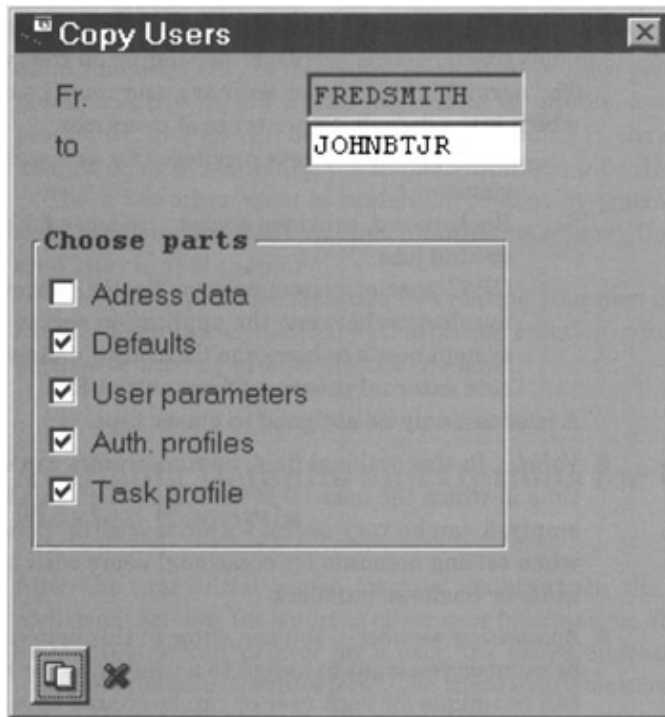 Copy Users
Fr. FREDSMITH
to JOHNBTJR
Choose parts
Adress data
Defaults
User parameters
Auth. profiles
Task profile